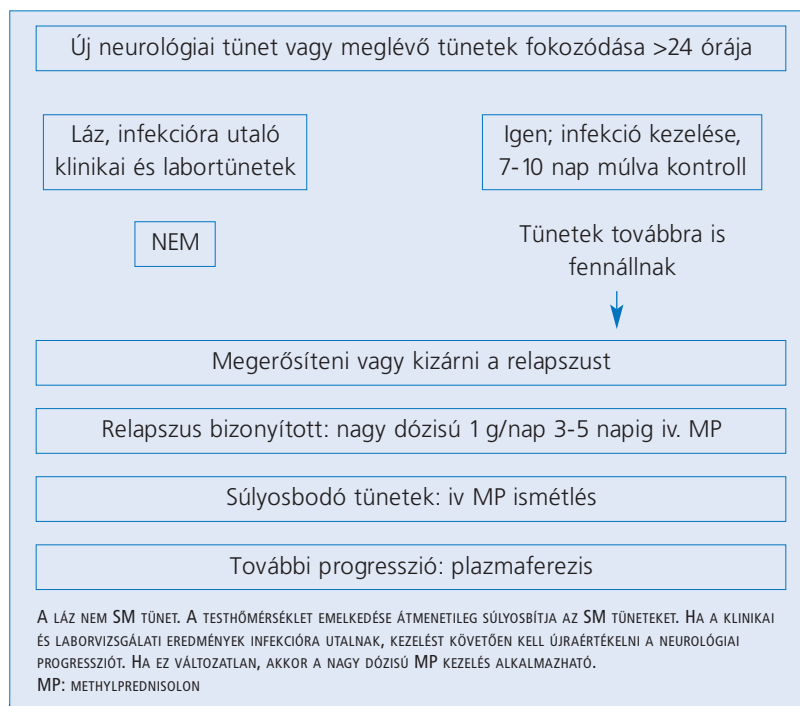 Új neurológiai tünet vagy meglévő tünetek fokozódása >24 órája
Láz, infekcióra utaló
klinikai és labortünetek
Igen; infekció kezelése,
7-10 nap múlva kontroll
NEM
Tünetek továbbra is
fennállnak
Megerősíteni vagy kizárni a relapszust
Relapszus bizonyított: nagy dózisú 1 g/nap 3-5 napig iv. MP
Súlyosbodó tünetek: iv MP ismétlés
További progresszió: plazmaferezis
A LÁZ NEM SM TÜNET. A TESTHŐMÉRSÉKLET EMELKEDÉSE ÁTMENETILEG SÚLYOSBÍTJA AZ SM TÜNETEKET. HA A KLINIKAI
ÉS LABORVIZSGÁLATI EREDMÉNYEK INFEKCIÓRA UTALNAK, KEZELÉST KÖVETŐEN KELL ÚJRAÉRTÉKELNI A NEUROLÓGIAI
PROGRESSZIÓT. HA EZ VÁLTOZATLAN, AKKOR A NAGY DÓZISÚ MP KEZELÉS ALKALMAZHATÓ.
MP: METHYLPREDNISOLON